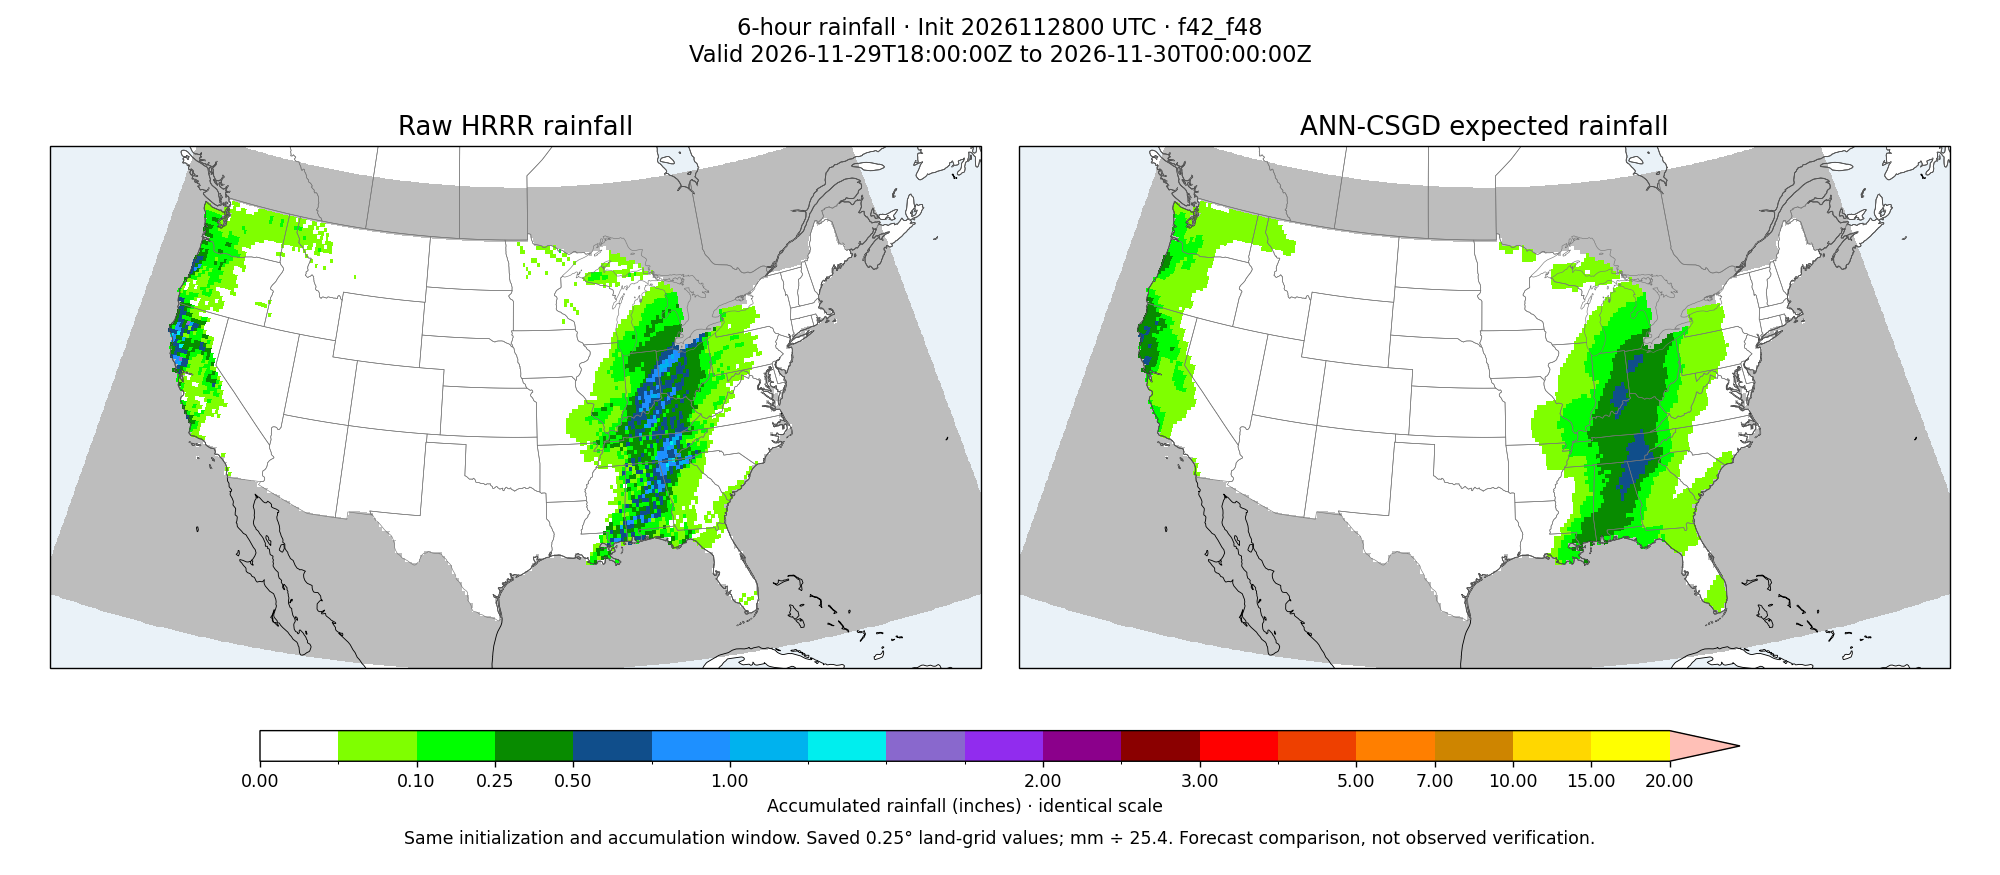 6-hour rainfall · Init 2026112800 UTC · f42_f48
Valid 2026-11-29T18:00:00Z to 2026-11-30T00:00:00Z
Raw HRRR rainfall
ANN-CSGD expected rainfall
0.00 0.10 0.25 0.50 1.00 2.00 3.00 5.00 7.00 10.00 15.00 20.00
Accumulated rainfall (inches) · identical scale
Same initialization and accumulation window. Saved 0.25° land-grid values; mm ÷ 25.4. Forecast comparison, not observed verification.